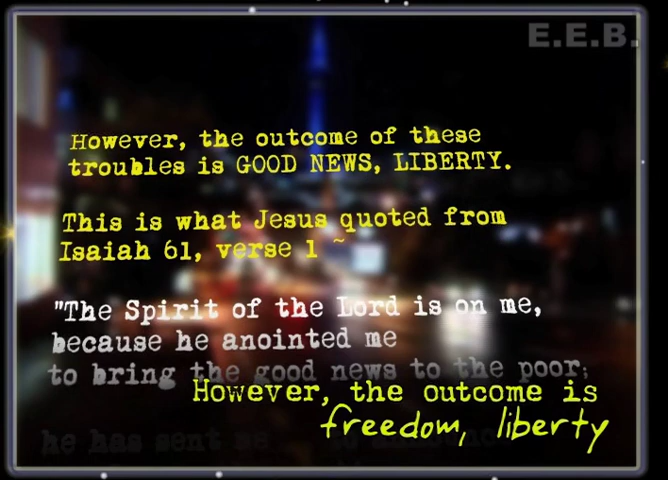 E.E.B.
However, the outcome of these
troubles is GOOD NEWS, LIBERTY.
This is what Jesus quoted from
Isaiah 61, verse 1 ~
"The Spirit of the Lord is on me,
because he anointed me
to bring the good news to the poor;
However, the outcome is
freedom, liberty
he has sent me